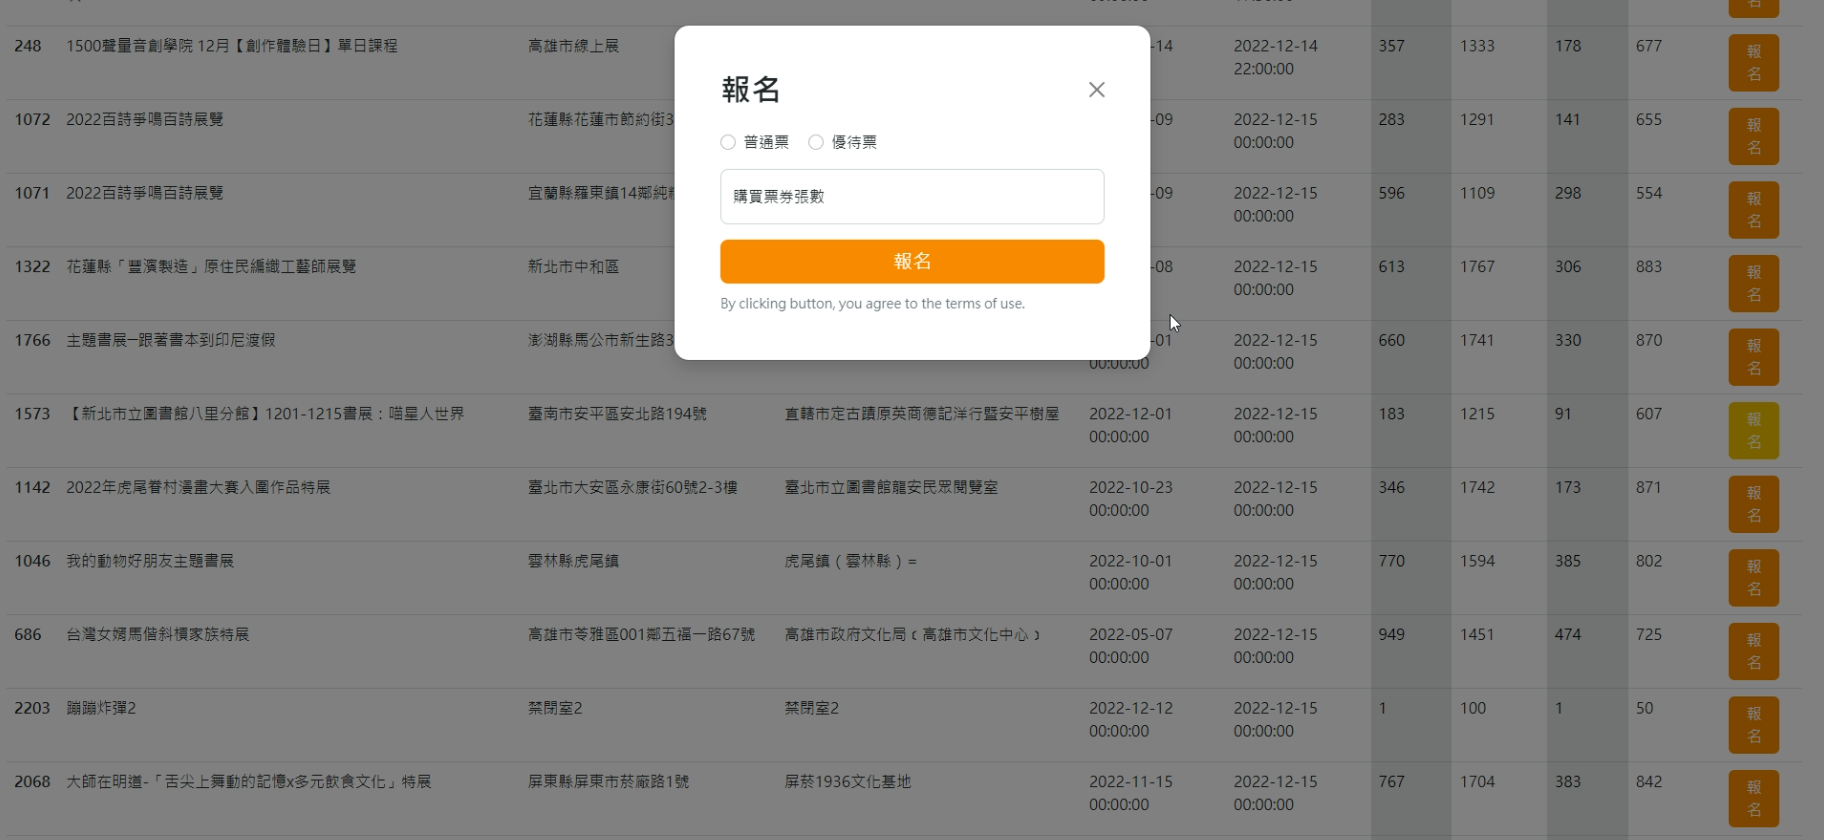 248 1500聲量音創學院 12月【創作體驗日】單日課程 高雄市線上展 -14 2022-12-14 357 1333 178 677 報
22:00:00 名
1072 2022百詩爭鳴百詩展覽 花蓮縣花蓮市節約街3 -09 2022-12-15 283 1291 141 655 報
00:00:00 名
1071 2022百詩爭鳴百詩展覽 宜蘭縣羅東鎮14鄰純 -09 2022-12-15 596 1109 298 554 報
00:00:00 名
1322 花蓮縣「豐濱製造」原住民編織工藝師展覽 新北市中和區 -08 2022-12-15 613 1767 306 883 報
00:00:00 名
1766 主題書展─跟著書本到印尼渡假 澎湖縣馬公市新生路3 -01 2022-12-15 660 1741 330 870 報
00:00:00 00:00:00 名
1573 【新北市立圖書館八里分館】1201-1215書展：喵星人世界 臺南市安平區安北路194號 直轄市定古蹟原英商德記洋行暨安平樹屋 2022-12-01 2022-12-15 183 1215 91 607 報
00:00:00 00:00:00 名
1142 2022年虎尾眷村漫畫大賽入圍作品特展 臺北市大安區永康街60號2-3樓 臺北市立圖書館龍安民眾閱覽室 2022-10-23 2022-12-15 346 1742 173 871 報
00:00:00 00:00:00 名
1046 我的動物好朋友主題書展 雲林縣虎尾鎮 虎尾鎮（雲林縣）= 2022-10-01 2022-12-15 770 1594 385 802 報
00:00:00 00:00:00 名
686 台灣女婿馬偕斜槓家族特展 高雄市苓雅區001鄰五福一路67號 高雄市政府文化局﹝高雄市文化中心﹞ 2022-05-07 2022-12-15 949 1451 474 725 報
00:00:00 00:00:00 名
2203 蹦蹦炸彈2 禁閉室2 禁閉室2 2022-12-12 2022-12-15 1 100 1 50 報
00:00:00 00:00:00 名
2068 大師在明道-「舌尖上舞動的記憶x多元飲食文化」特展 屏東縣屏東市菸廠路1號 屏菸1936文化基地 2022-11-15 2022-12-15 767 1704 383 842 報
00:00:00 00:00:00 名
報名
普通票 優待票
購買票券張數
報名
By clicking button, you agree to the terms of use.